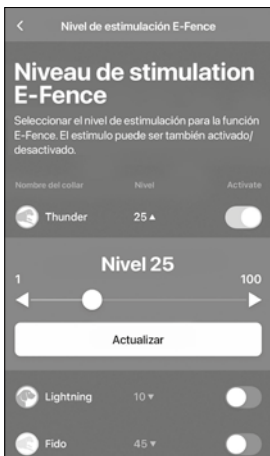 Nivel de estimulación E-Fence
Niveau de stimulation
E-Fence
Seleccionar el nivel de estimulación para la función
E-Fence. El estimulo puede ser también activado/
desactivado.
Nombre del collar Nivel Activate
Thunder 25 ▲
Nivel 25
1 100
Actualizar
Lightning 10 ▼
Fido 45 ▼